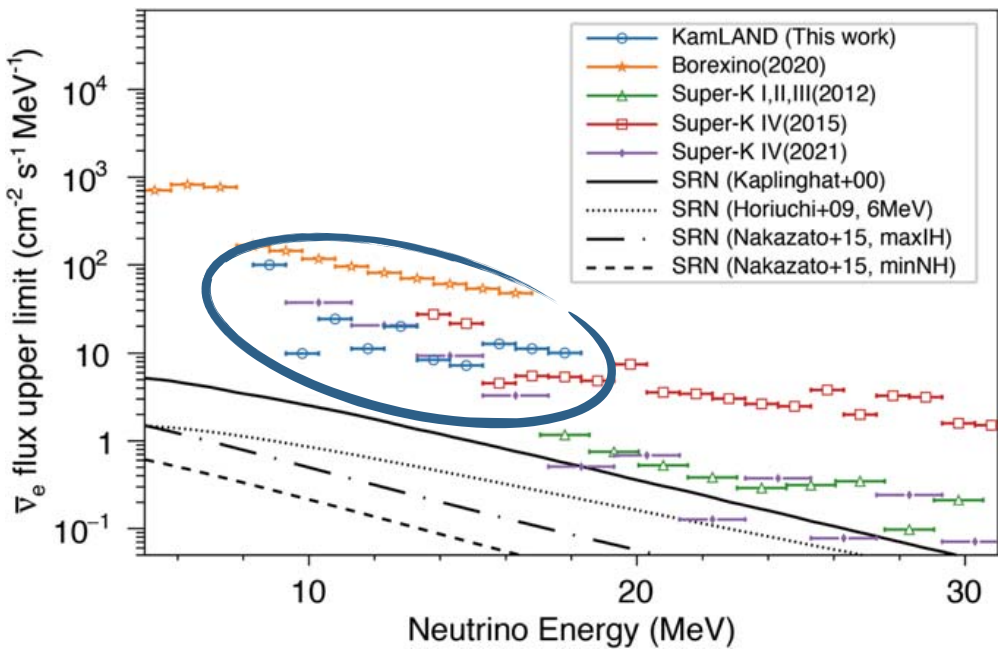 KamLAND (This work)
Borexino(2020)
Super-K I,II,III(2012)
Super-K IV(2015)
Super-K IV(2021)
SRN (Kaplinghat+00)
SRN (Horiuchi+09, 6MeV)
SRN (Nakazato+15, maxIH)
SRN (Nakazato+15, minNH)
ν̅ₑ flux upper limit (cm⁻² s⁻¹ MeV⁻¹)
10⁴
10³
10²
10
1
10⁻¹
10 20 30
Neutrino Energy (MeV)